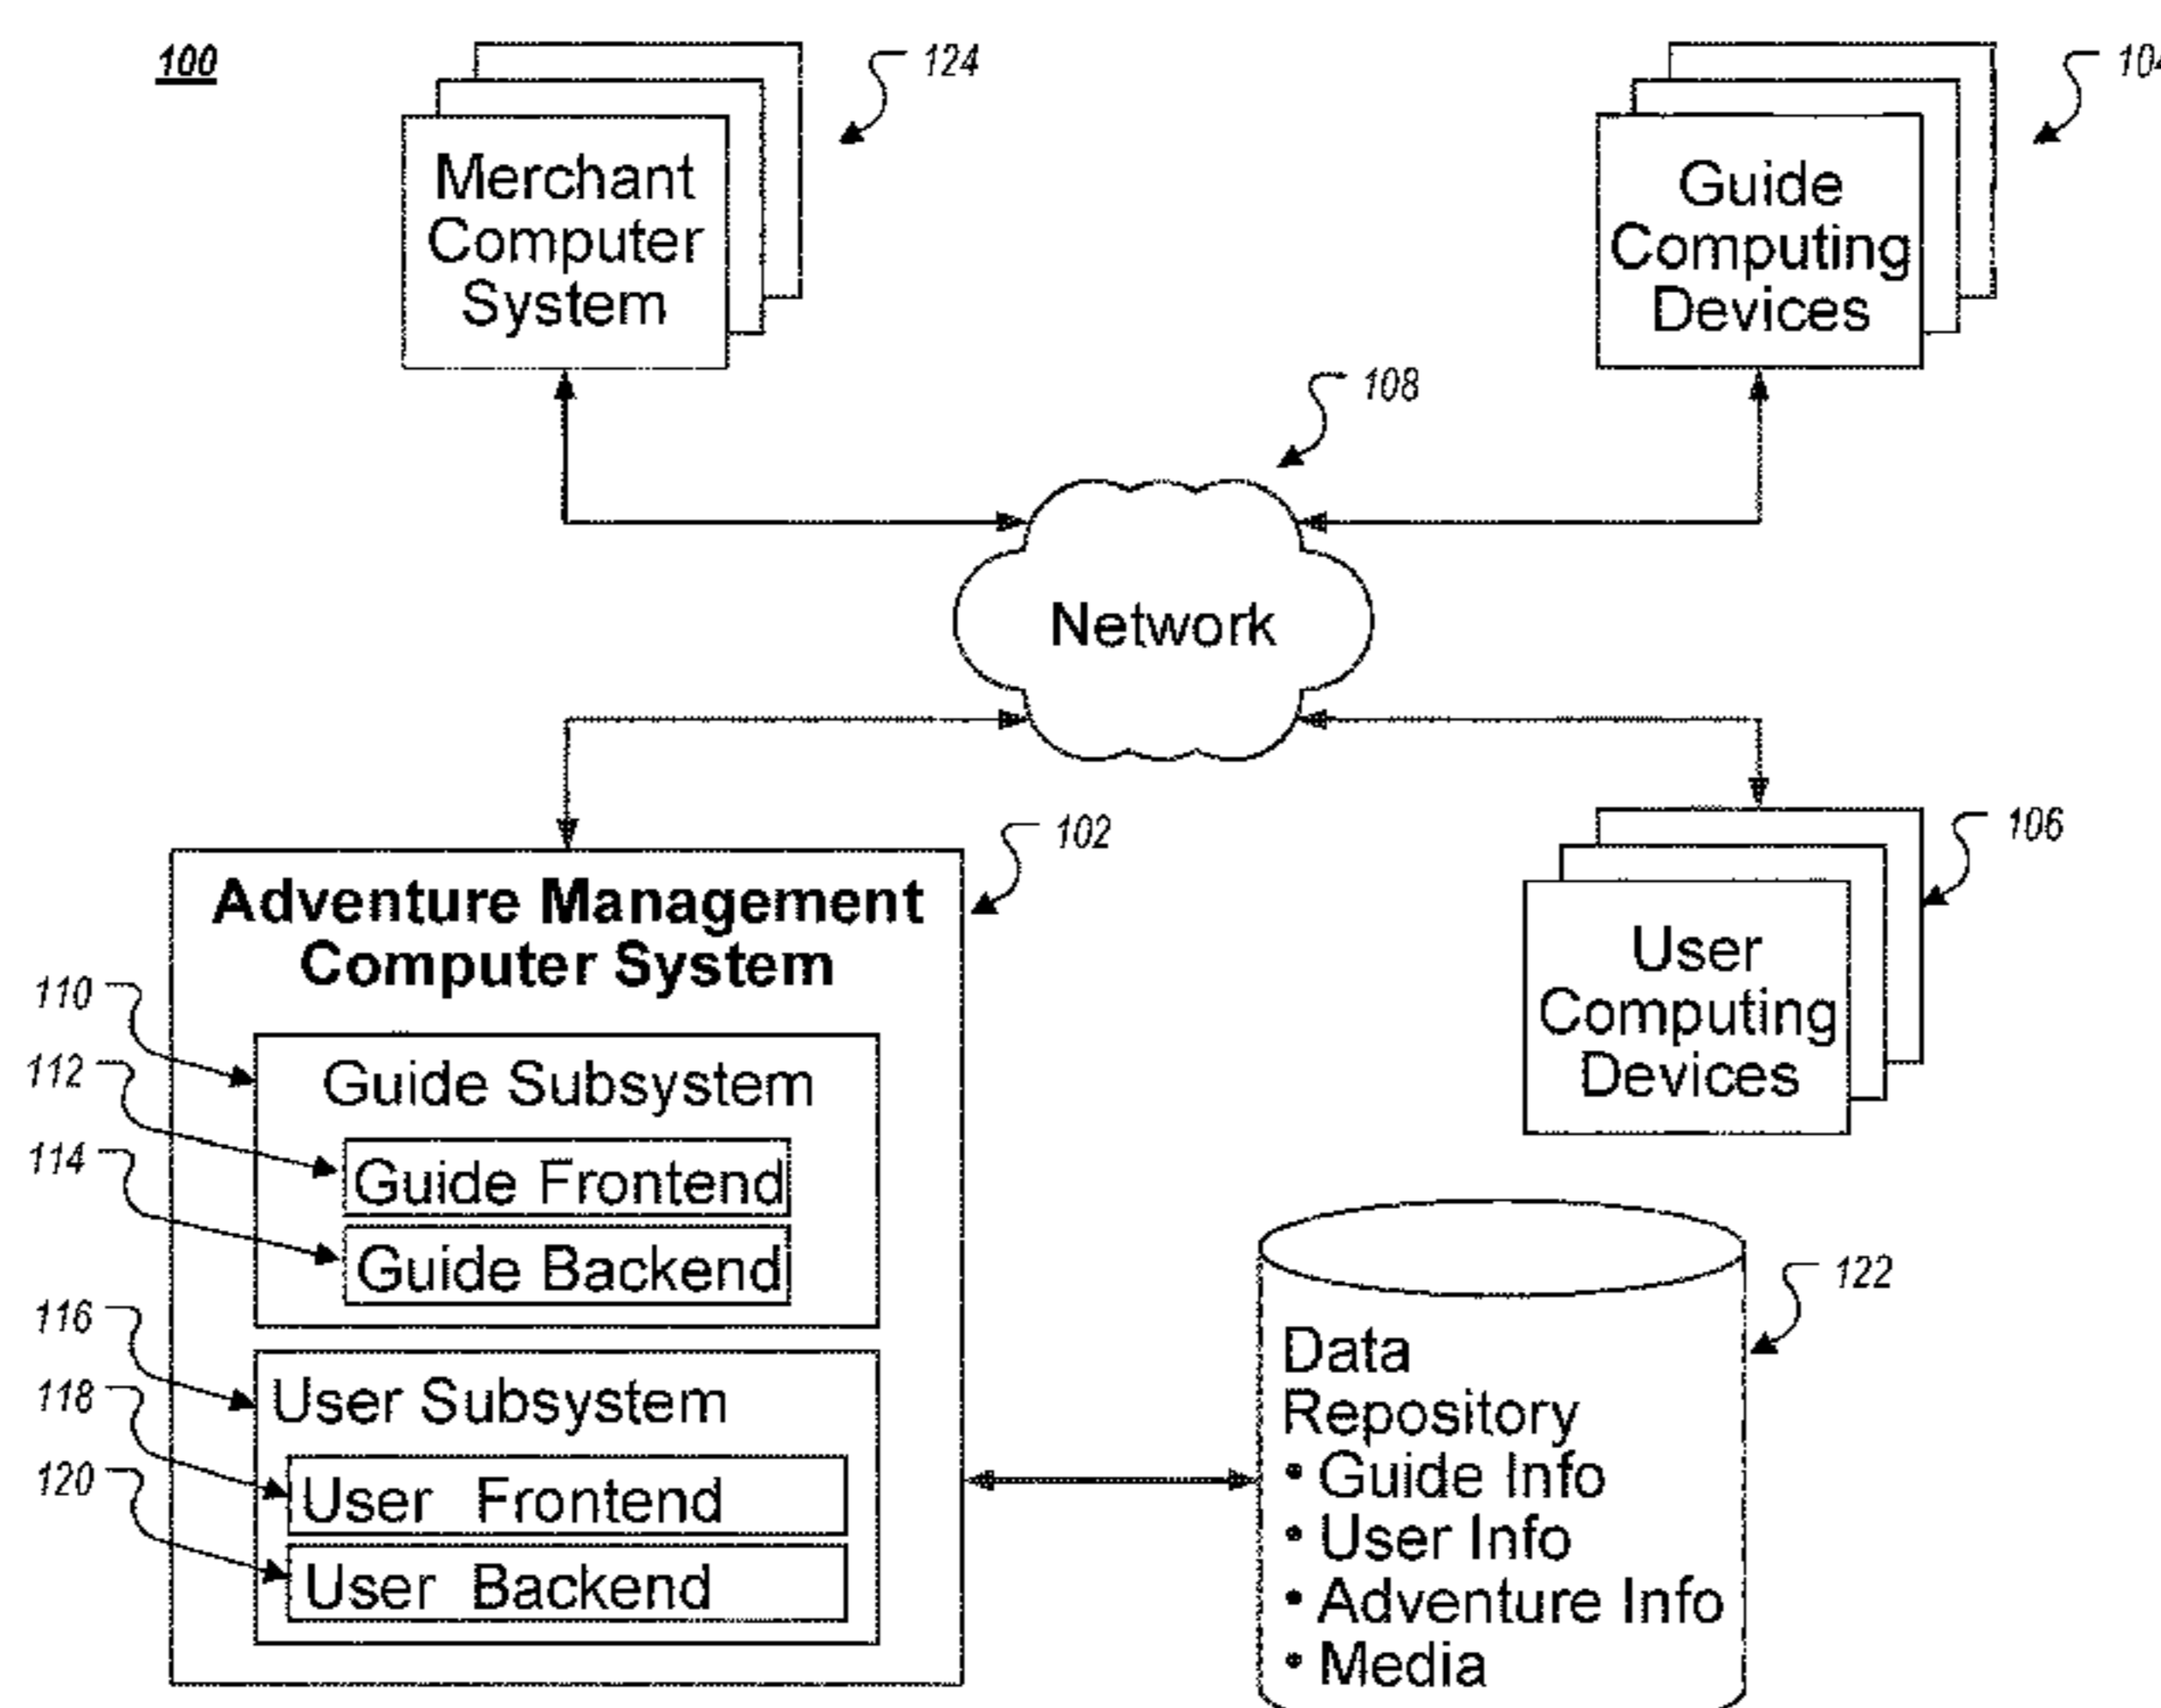 100
124
104
Merchant
Computer
System
Guide
Computing
Devices
108
Network
102
106
Adventure Management
Computer System
User
Computing
Devices
110
Guide Subsystem
112
Guide Frontend
114
Guide Backend
116
User Subsystem
118
User Frontend
120
User Backend
122
Data
Repository
• Guide Info
• User Info
• Adventure Info
• Media